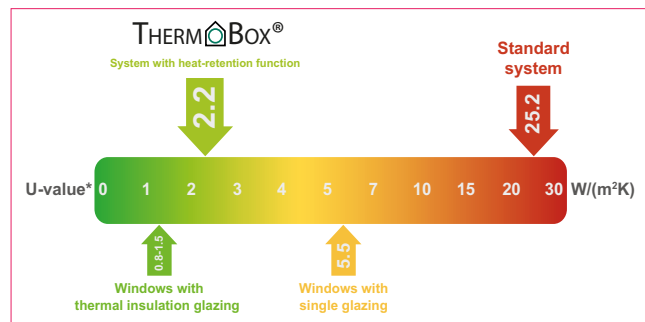 THERMOBOX®
System with heat-retention function
2.2
Standard
system
25.2
U-value* 0 1 2 3 4 5 7 10 15 20 30 W/(m²K)
0.8-1.5
5.5
Windows with
thermal insulation glazing
Windows with
single glazing